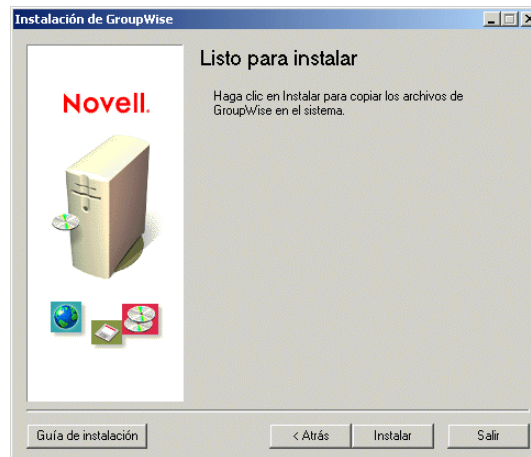 Instalación de GroupWise
Listo para instalar
Novell.
Haga clic en Instalar para copiar los archivos de
GroupWise en el sistema.
Guía de instalación
< Atrás
Instalar
Salir